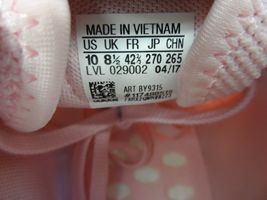 MADE IN VIETNAM
US UK FR JP CHN
10 8½ 42⅔ 270 265
LVL 029002 04/17
ART BY9315